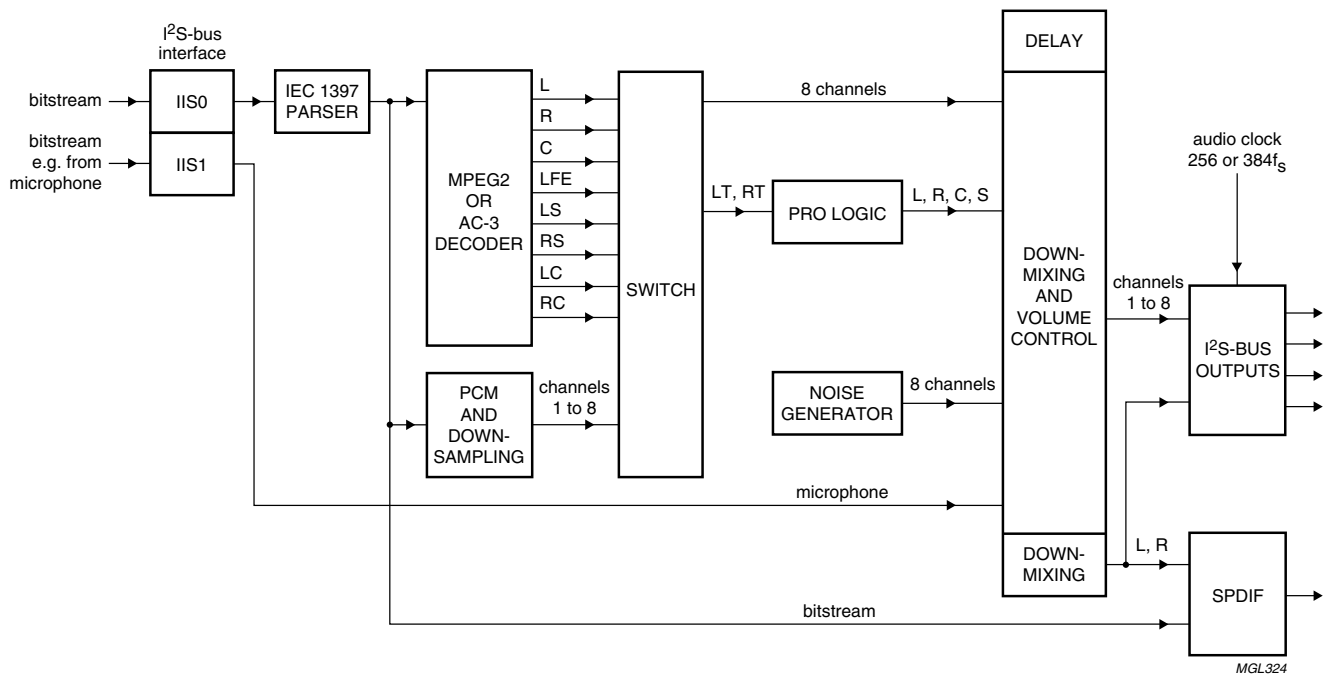 I²S-bus
interface
bitstream
IIS0
IEC 1397
PARSER
bitstream
e.g. from
microphone
IIS1
MPEG2
OR
AC-3
DECODER
L
R
C
LFE
LS
RS
LC
RC
PCM
AND
DOWN-
SAMPLING
channels
1 to 8
SWITCH
8 channels
LT, RT
PRO LOGIC
L, R, C, S
NOISE
GENERATOR
8 channels
microphone
bitstream
DELAY
DOWN-
MIXING
AND
VOLUME
CONTROL
DOWN-
MIXING
channels
1 to 8
L, R
audio clock
256 or 384fs
I²S-BUS
OUTPUTS
SPDIF
MGL324